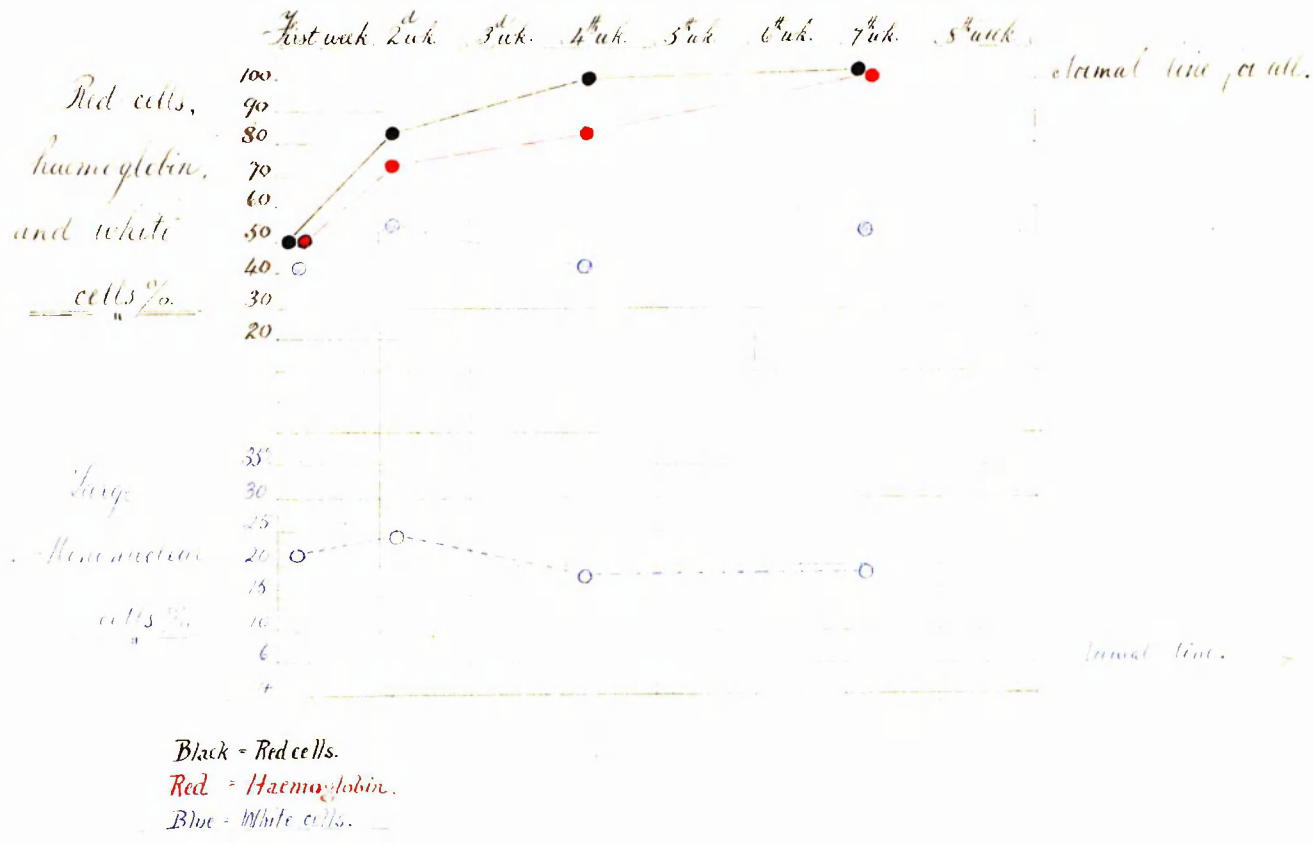 First week. 2d wk. 3d wk. 4th wk. 5th wk 6th wk. 7th wk. 8th week
100. Normal line for all.
Red cells,
90
80
haemoglobin,
70
60
and white
50
40
cells %.
30
"
20
35
Large
30
25
Mononuclear
20
15
cells %.
10
"
6
Normal line.
4
Black = Red cells.
Red = Haemoglobin.
Blue = White cells.